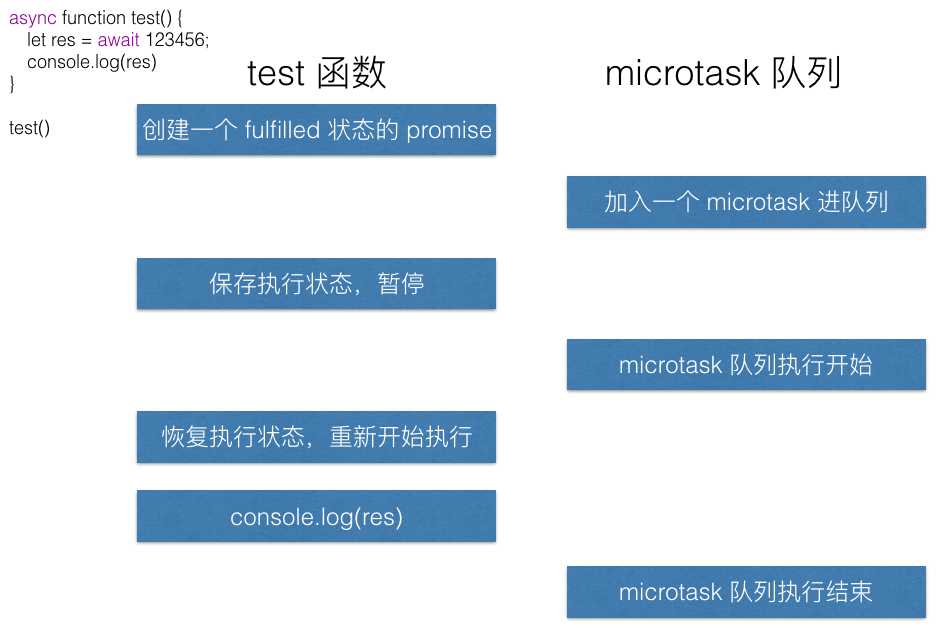 async function test() {
let res = await 123456;
console.log(res)
}
test()
test 函数
microtask 队列
创建一个 fulfilled 状态的 promise
加入一个 microtask 进队列
保存执行状态，暂停
microtask 队列执行开始
恢复执行状态，重新开始执行
console.log(res)
microtask 队列执行结束